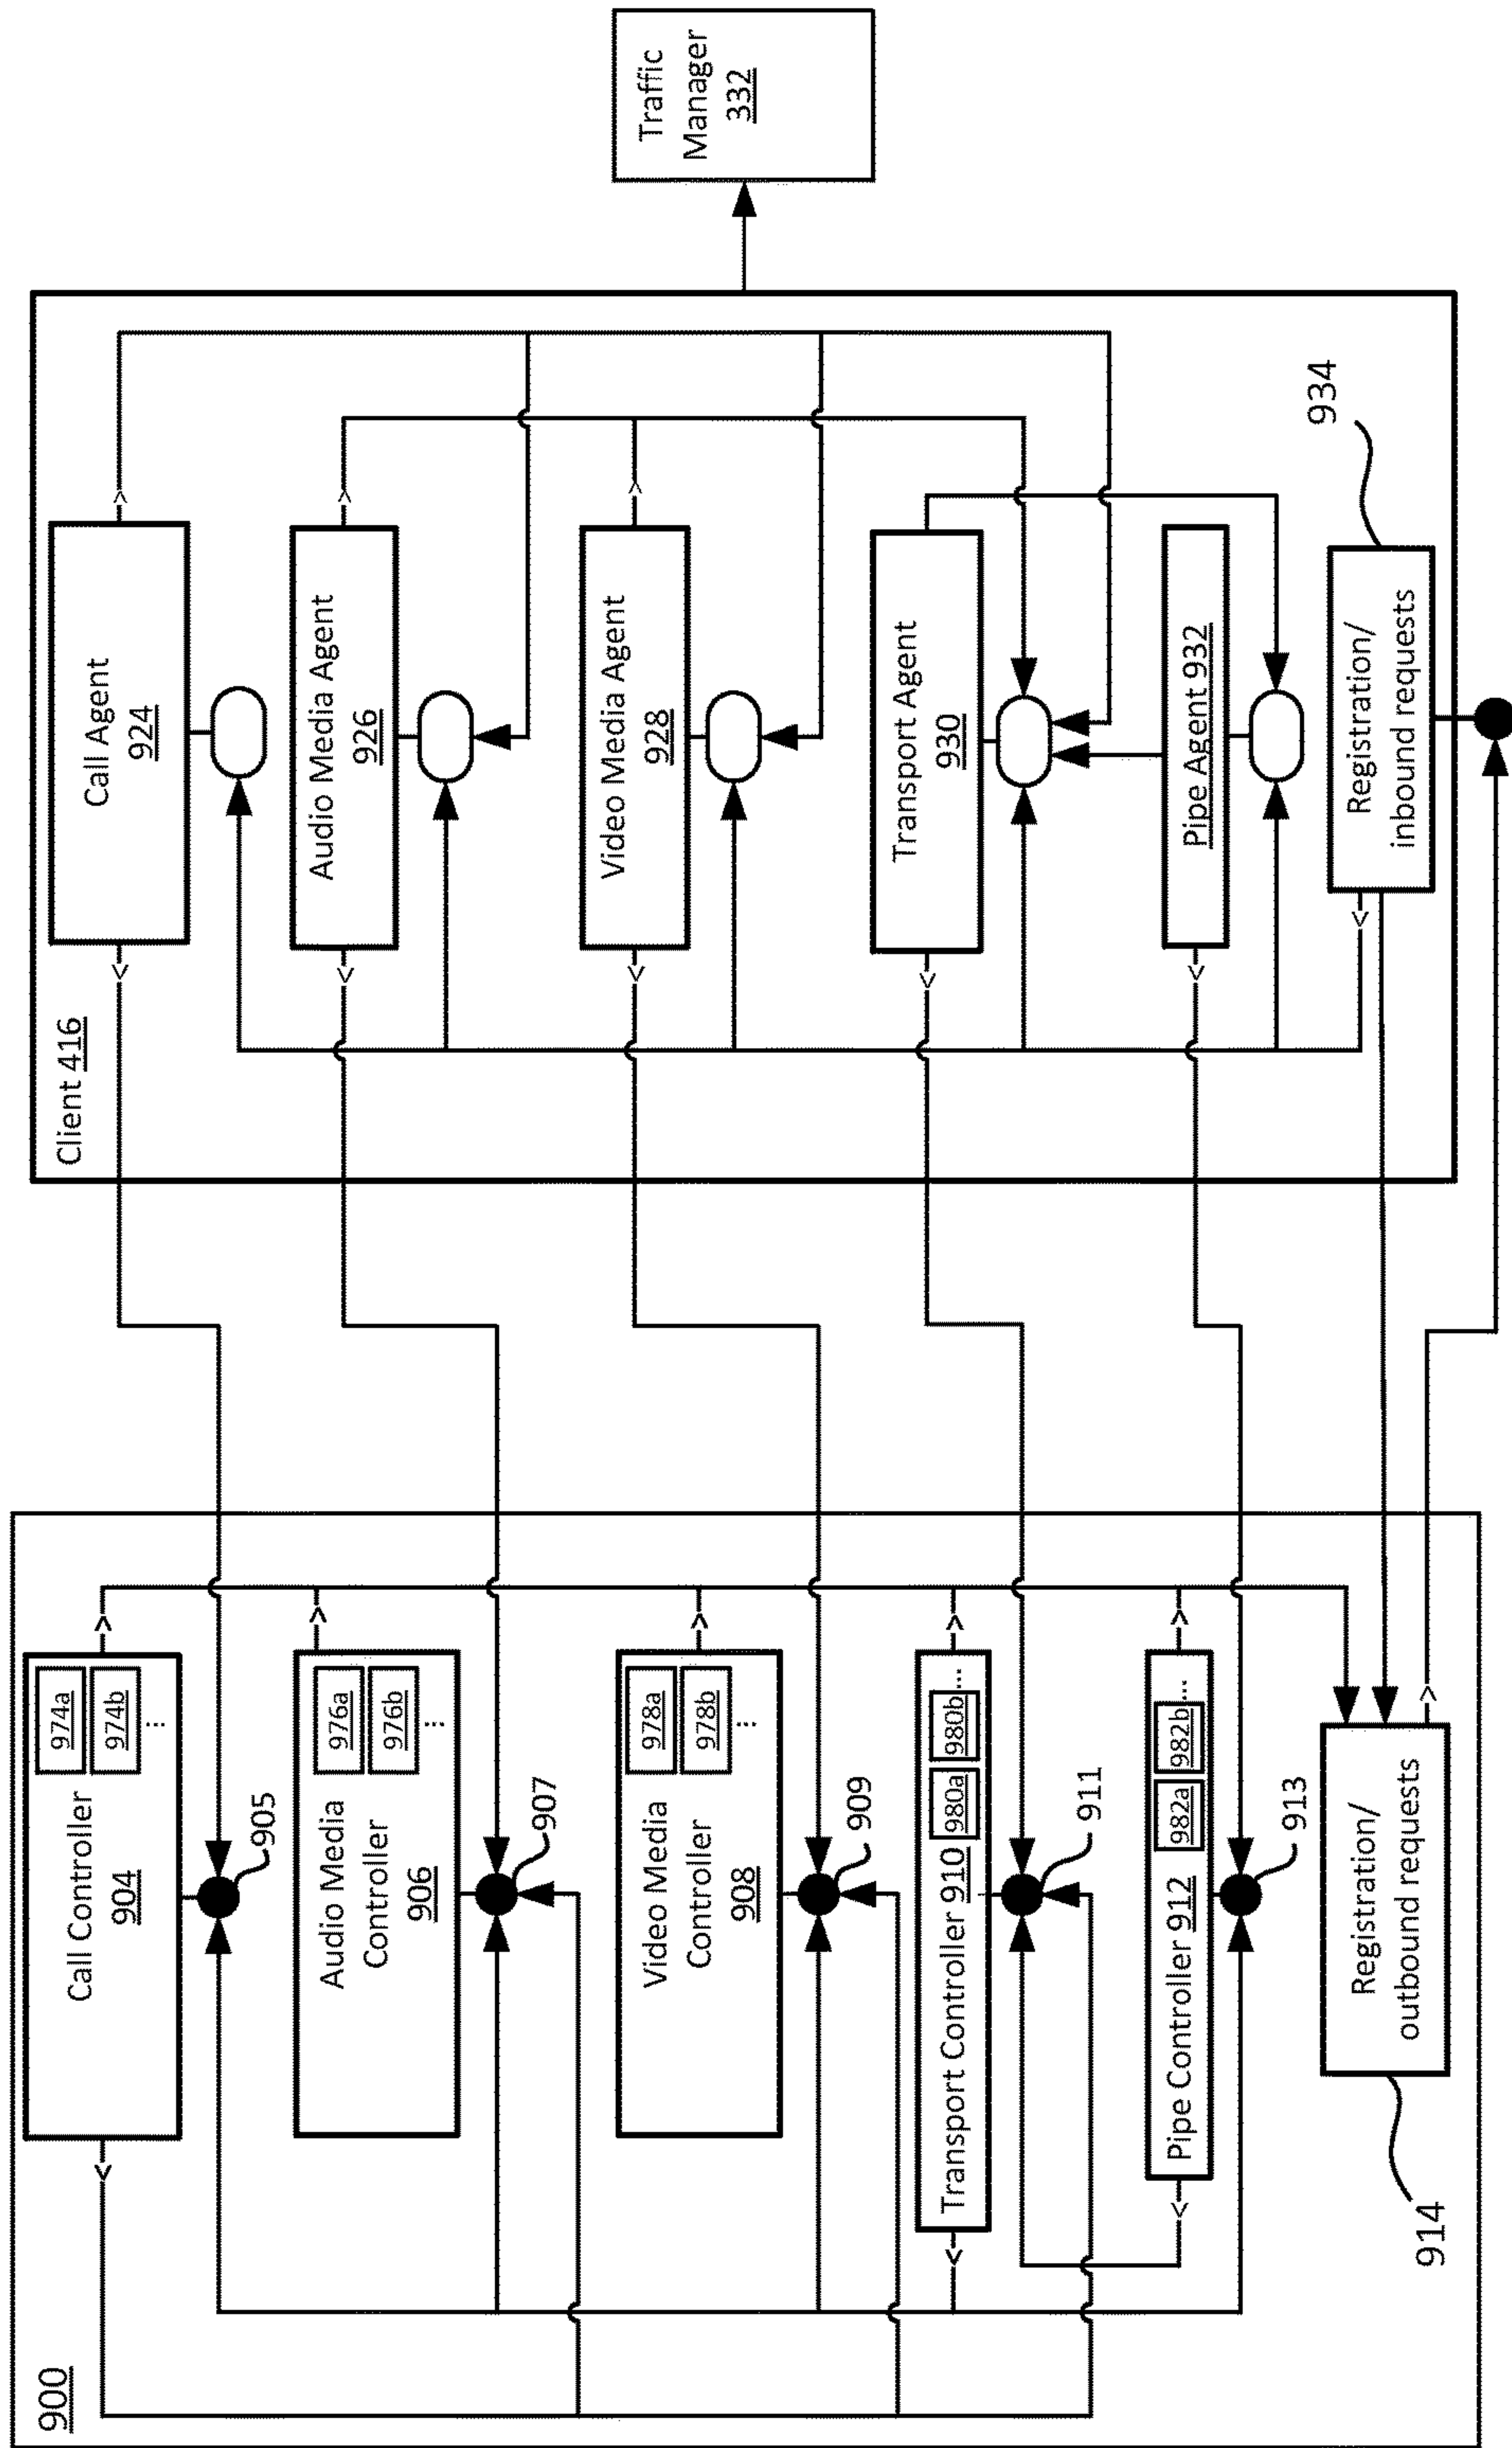 900
Call Controller
904
974a
974b
...
905
Audio Media
Controller
906
976a
976b
...
907
Video Media
Controller
908
978a
978b
...
909
Transport Controller 910
980a
980b
...
911
Pipe Controller 912
982a
982b
...
913
Registration/
outbound requests
914
Client 416
Call Agent
924
Audio Media Agent
926
Video Media Agent
928
Transport Agent
930
Pipe Agent 932
Registration/
inbound requests
934
Traffic
Manager
332